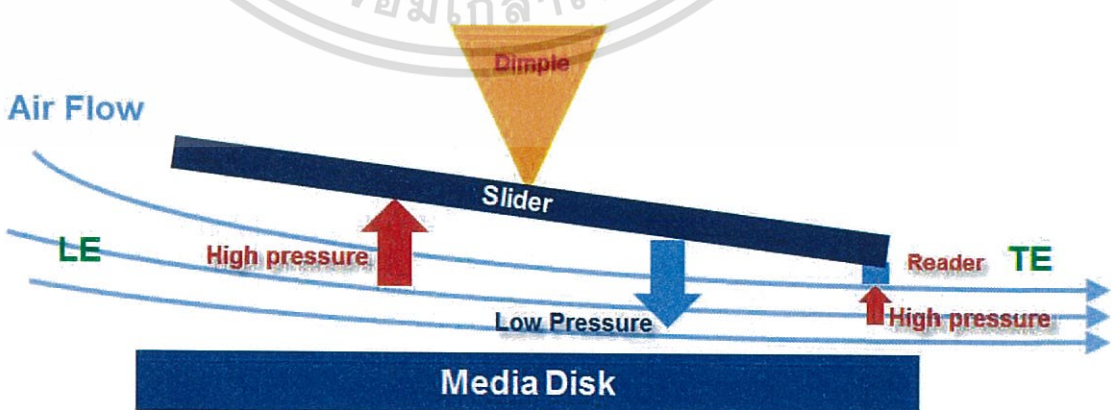 Dimple
Air Flow
Slider
LE
High pressure
Reader TE
Low Pressure
High pressure
Media Disk